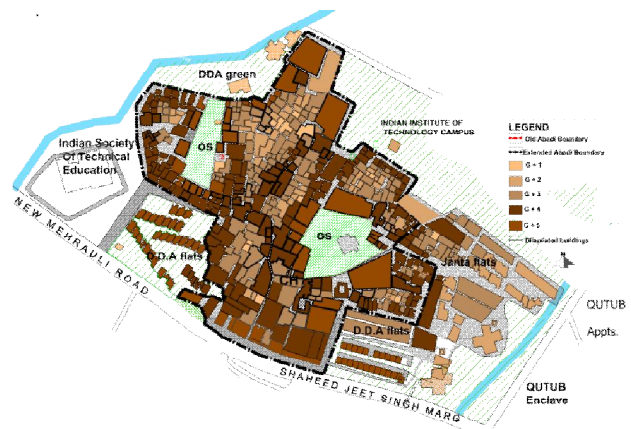 DDA green
INDIAN INSTITUTE OF
TECHNOLOGY CAMPUS
Indian Society
Of Technical
Education
OS
NEW MEHRAULI ROAD
D.D.A flats
OS
Janta flats
D.D.A flats
SHAHEED JEET SINGH MARG
LEGEND
Old Abadi Boundary
Extended Abadi Boundary
G + 1
G + 2
G + 3
G + 4
G + 5
Dilapidated buildings
N
QUTUB
Appts.
QUTUB
Enclave